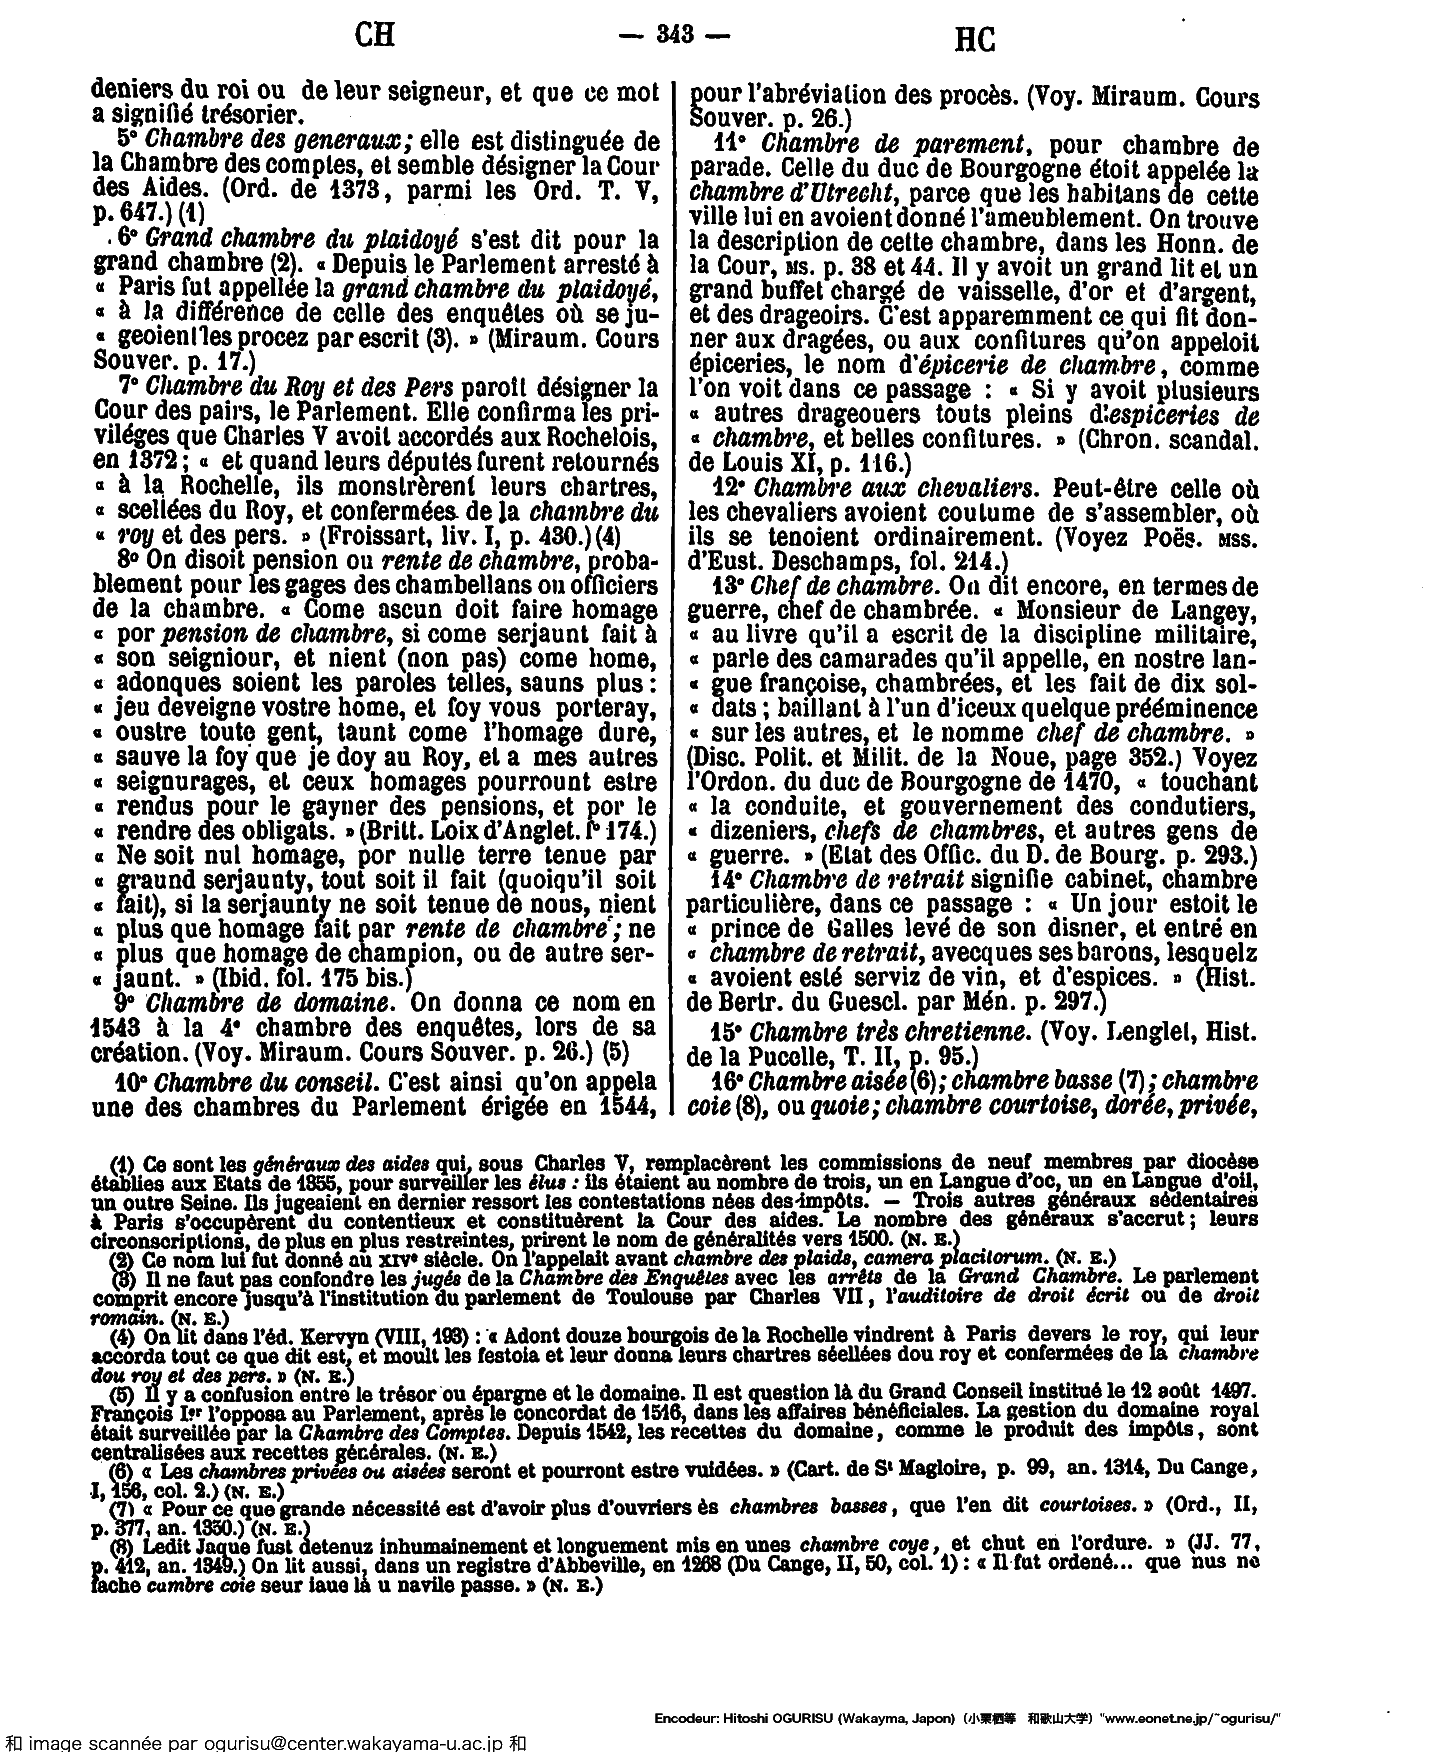 CH
— 343 —
HC
deniers du roi ou de leur seigneur, et que ce mot
a signifié trésorier.
5° Chambre des generaux; elle est distinguée de
la Chambre des comptes, et semble désigner la Cour
des Aides. (Ord. de 1373, parmi les Ord. T. V,
p. 647.) (1)
6° Grand chambre du plaidoyé s'est dit pour la
grand chambre (2). « Depuis le Parlement arresté à
« Paris fut appellée la grand chambre du plaidoyé,
« à la différence de celle des enquêtes où se ju-
« geoient les procez par escrit (3). » (Miraum. Cours
Souver. p. 17.)
7° Chambre du Roy et des Pers paroît désigner la
Cour des pairs, le Parlement. Elle confirma les pri-
viléges que Charles V avoit accordés aux Rochelois,
en 1372; « et quand leurs députés furent retournés
« à la Rochelle, ils monstrèrent leurs chartres,
« scellées du Roy, et confermées de la chambre du
« roy et des pers. » (Froissart, liv. I, p. 430.) (4)
8° On disoit pension ou rente de chambre, proba-
blement pour les gages des chambellans ou officiers
de la chambre. « Come ascun doit faire homage
« por pension de chambre, si come serjaunt fait à
« son seigniour, et nient (non pas) come home,
« adonques soient les paroles telles, sauns plus :
« jeu deveigne vostre home, et foy vous porteray,
« oustre toute gent, taunt come l'homage dure,
« sauve la foy que je doy au Roy, et a mes autres
« seignurages, et ceux homages pourrount estre
« rendus pour le gayner des pensions, et por le
« rendre des obligats. » (Britt. Loix d'Anglet. f° 174.)
« Ne soit nul homage, por nulle terre tenue par
« graund serjaunty, tout soit il fait (quoiqu'il soit
« fait), si la serjaunty ne soit tenue de nous, nient
« plus que homage fait par rente de chambre; ne
« plus que homage de champion, ou de autre ser-
« jaunt. » (Ibid. fol. 175 bis.)
9° Chambre de domaine. On donna ce nom en
1543 à la 4e chambre des enquêtes, lors de sa
création. (Voy. Miraum. Cours Souver. p. 26.) (5)
10° Chambre du conseil. C'est ainsi qu'on appela
une des chambres du Parlement érigée en 1544,
pour l'abréviation des procès. (Voy. Miraum. Cours
Souver. p. 26.)
11° Chambre de parement, pour chambre de
parade. Celle du duc de Bourgogne étoit appelée la
chambre d'Utrecht, parce que les habitans de cette
ville lui en avoient donné l'ameublement. On trouve
la description de cette chambre, dans les Honn. de
la Cour, MS. p. 38 et 44. Il y avoit un grand lit et un
grand buffet chargé de vaisselle, d'or et d'argent,
et des drageoirs. C'est apparemment ce qui fit don-
ner aux dragées, ou aux confitures qu'on appeloit
épiceries, le nom d'épicerie de chambre, comme
l'on voit dans ce passage : « Si y avoit plusieurs
« autres drageouers touts pleins d'espiceries de
« chambre, et belles confitures. » (Chron. scandal.
de Louis XI, p. 116.)
12° Chambre aux chevaliers. Peut-être celle où
les chevaliers avoient coutume de s'assembler, où
ils se tenoient ordinairement. (Voyez Poës. MSS.
d'Eust. Deschamps, fol. 214.)
13° Chef de chambre. On dit encore, en termes de
guerre, chef de chambrée. « Monsieur de Langey,
« au livre qu'il a escrit de la discipline militaire,
« parle des camarades qu'il appelle, en nostre lan-
« gue françoise, chambrées, et les fait de dix sol-
« dats ; baillant à l'un d'iceux quelque prééminence
« sur les autres, et le nomme chef de chambre. »
(Disc. Polit. et Milit. de la Noue, page 352.) Voyez
l'Ordon. du duc de Bourgogne de 1470, « touchant
« la conduite, et gouvernement des condutiers,
« dizeniers, chefs de chambres, et autres gens de
« guerre. » (Etat des Offic. du D. de Bourg. p. 293.)
14° Chambre de retrait signifie cabinet, chambre
particulière, dans ce passage : « Un jour estoit le
« prince de Galles levé de son disner, et entré en
« chambre de retrait, avecques ses barons, lesquelz
« avoient esté serviz de vin, et d'espices. » (Hist.
de Bertr. du Guescl. par Mén. p. 297.)
15° Chambre très chretienne. (Voy. Lenglet, Hist.
de la Pucelle, T. II, p. 95.)
16° Chambre aisée (6); chambre basse (7); chambre
coie (8), ou quoie; chambre courtoise, dorée, privée,
(1) Ce sont les généraux des aides qui, sous Charles V, remplacèrent les commissions de neuf membres par diocèse
établies aux Etats de 1355, pour surveiller les élus : ils étaient au nombre de trois, un en Langue d'oc, un en Langue d'oil,
un outre Seine. Ils jugeaient en dernier ressort les contestations nées des impôts. — Trois autres généraux sédentaires
à Paris s'occupèrent du contentieux et constituèrent la Cour des aides. Le nombre des généraux s'accrut ; leurs
circonscriptions, de plus en plus restreintes, prirent le nom de généralités vers 1500. (N. E.)
(2) Ce nom lui fut donné au XIVe siècle. On l'appelait avant chambre des plaids, camera placitorum. (N. E.)
(3) Il ne faut pas confondre les jugés de la Chambre des Enquêtes avec les arrêts de la Grand Chambre. Le parlement
comprit encore jusqu'à l'institution du parlement de Toulouse par Charles VII, l'auditoire de droit écrit ou de droit
romain. (N. E.)
(4) On lit dans l'éd. Kervyn (VIII, 193) : « Adont douze bourgois de la Rochelle vindrent à Paris devers le roy, qui leur
accorda tout ce que dit est, et moult les festoia et leur donna leurs chartres séellées dou roy et confermées de la chambre
dou roy et des pers. » (N. E.)
(5) Il y a confusion entre le trésor ou épargne et le domaine. Il est question là du Grand Conseil institué le 12 août 1497.
François Ier l'opposa au Parlement, après le concordat de 1516, dans les affaires bénéficiales. La gestion du domaine royal
était surveillée par la Chambre des Comptes. Depuis 1542, les recettes du domaine, comme le produit des impôts, sont
centralisées aux recettes générales. (N. E.)
(6) « Les chambres privées ou aisées seront et pourront estre vuidées. » (Cart. de St Magloire, p. 99, an. 1314, Du Cange,
I, 156, col. 2.) (N. E.)
(7) « Pour ce que grande nécessité est d'avoir plus d'ouvriers ès chambres basses, que l'en dit courtoises. » (Ord., II,
p. 377, an. 1350.) (N. E.)
(8) Ledit Jaque fust detenuz inhumainement et longuement mis en unes chambre coye, et chut en l'ordure. » (JJ. 77,
p. 412, an. 1349.) On lit aussi, dans un registre d'Abbeville, en 1268 (Du Cange, II, 50, col. 1) : « Il fut ordené... que nus ne
fache cambre coie seur iaue là u navile passe. » (N. E.)
Encodeur: Hitoshi OGURISU (Wakayma, Japon) (小栗栖等 和歌山大学) "www.eonet.ne.jp/~ogurisu/"
和 image scannée par ogurisu@center.wakayama-u.ac.jp 和